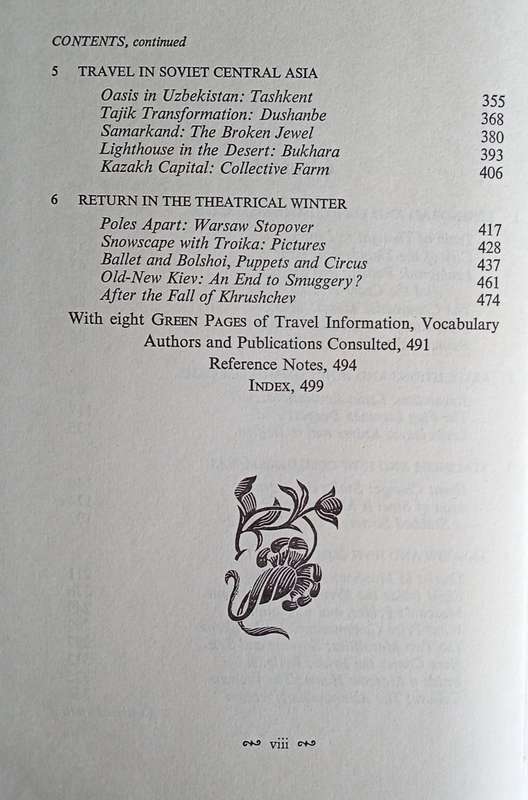 CONTENTS, continued
5 TRAVEL IN SOVIET CENTRAL ASIA
Oasis in Uzbekistan: Tashkent 355
Tajik Transformation: Dushanbe 368
Samarkand: The Broken Jewel 380
Lighthouse in the Desert: Bukhara 393
Kazakh Capital: Collective Farm 406
6 RETURN IN THE THEATRICAL WINTER
Poles Apart: Warsaw Stopover 417
Snowscape with Troika: Pictures 428
Ballet and Bolshoi, Puppets and Circus 437
Old-New Kiev: An End to Smuggery? 461
After the Fall of Khrushchev 474
With eight GREEN PAGES of Travel Information, Vocabulary
Authors and Publications Consulted, 491
Reference Notes, 494
INDEX, 499
viii